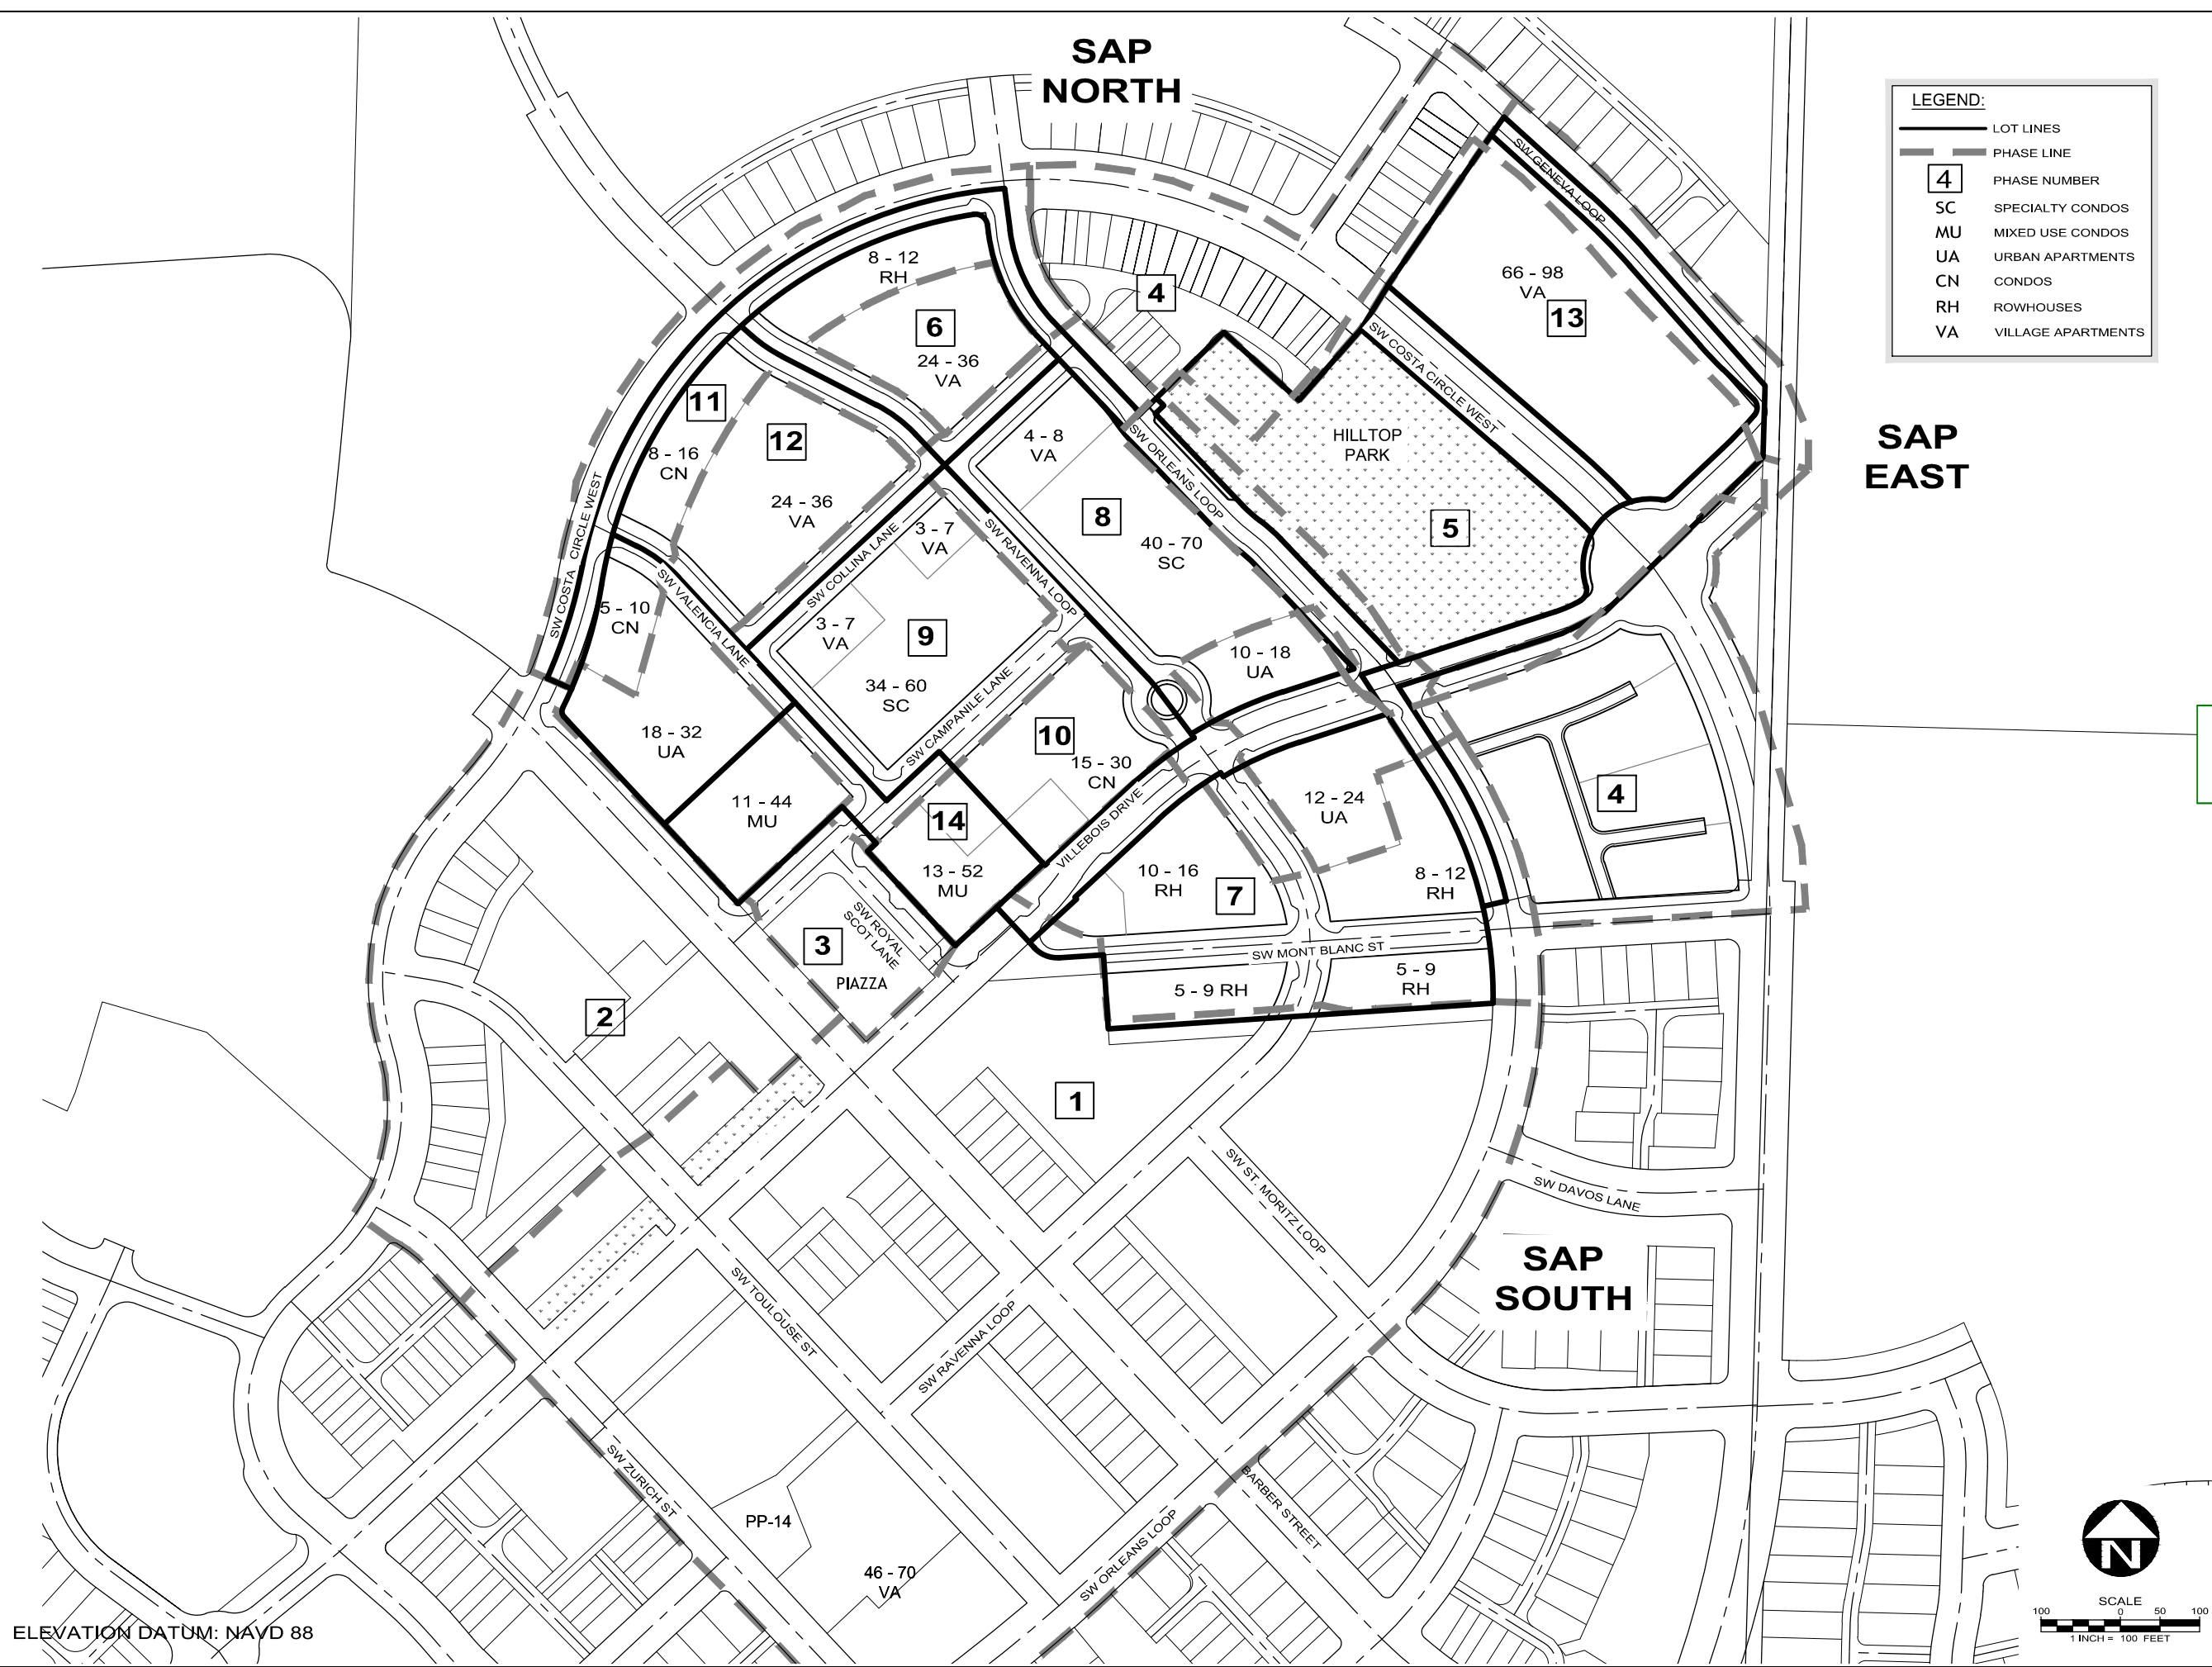 SAP
NORTH
LEGEND:
LOT LINES
PHASE LINE
4 PHASE NUMBER
SC SPECIALTY CONDOS
MU MIXED USE CONDOS
UA URBAN APARTMENTS
CN CONDOS
RH ROWHOUSES
VA VILLAGE APARTMENTS
SW GENEVA LOOP
8 - 12
RH
66 - 98
VA
13
4
6
24 - 36
VA
SW COSTA CIRCLE WEST
11
12
8 - 16
CN
24 - 36
VA
4 - 8
VA
SW ORLEANS LOOP
HILLTOP
PARK
SAP
EAST
SW COSTA CIRCLE WEST
SW COLLINA LANE
3 - 7
VA
SW RAVENNA LOOP
8
40 - 70
SC
5
5 - 10
CN
SW VALENCIA LANE
3 - 7
VA
9
34 - 60
SC
SW CAMPANILE LANE
10 - 18
UA
18 - 32
UA
10
15 - 30
CN
11 - 44
MU
14
13 - 52
MU
VILLEBOIS DRIVE
12 - 24
UA
4
10 - 16
RH
7
8 - 12
RH
SW ROYAL
SCOT LANE
3
PIAZZA
SW MONT BLANC ST
5 - 9 RH
5 - 9
RH
2
1
SW ST. MORITZ LOOP
SW DAVOS LANE
SAP
SOUTH
SW TOULOUSE ST
SW RAVENNA LOOP
SW ZURICH ST
BARBER STREET
PP-14
SW ORLEANS LOOP
46 - 70
VA
ELEVATION DATUM: NAVD 88
N
SCALE
100 0 50 100
1 INCH = 100 FEET